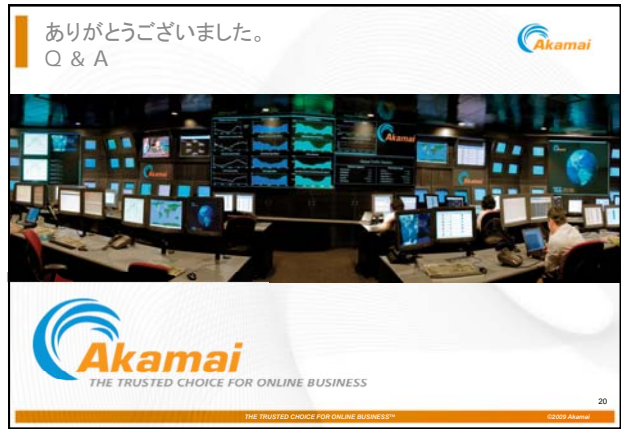 ありがとうございました。
Q & A
Akamai
Akamai
Akamai
THE TRUSTED CHOICE FOR ONLINE BUSINESS
20
THE TRUSTED CHOICE FOR ONLINE BUSINESS™
©2009 Akamai